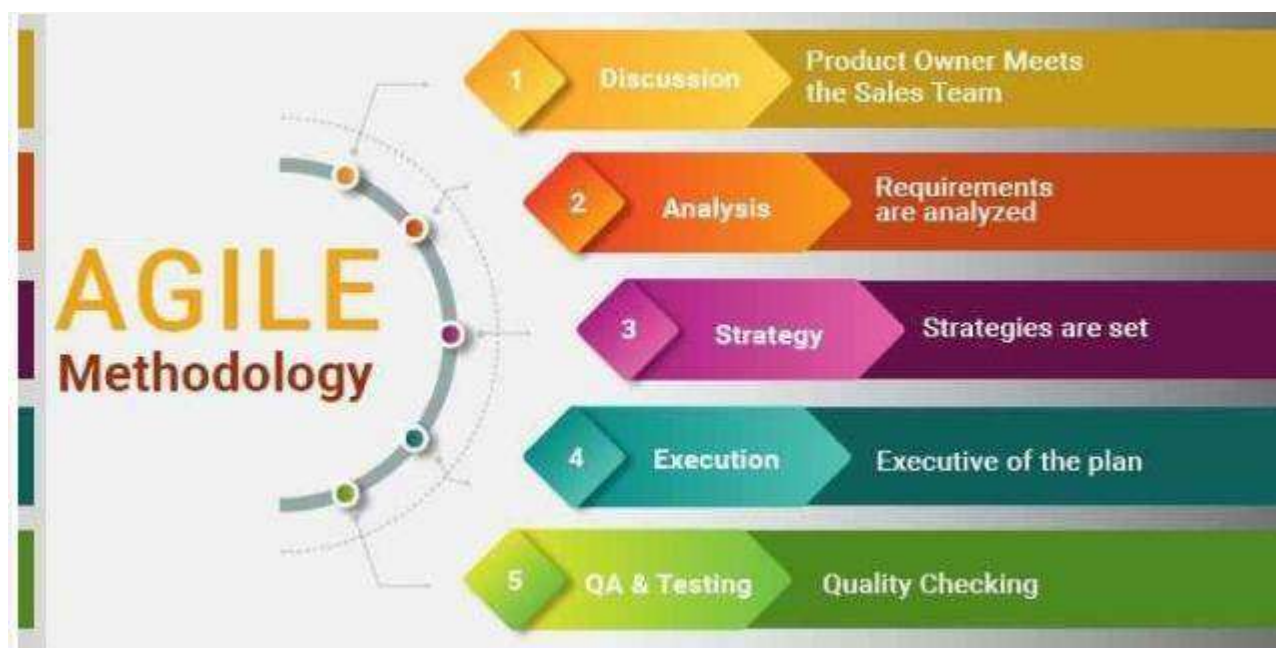 AGILE
Methodology
1
Discussion
Product Owner Meets
the Sales Team
2
Analysis
Requirements
are analyzed
3
Strategy
Strategies are set
4
Execution
Executive of the plan
5
QA & Testing
Quality Checking